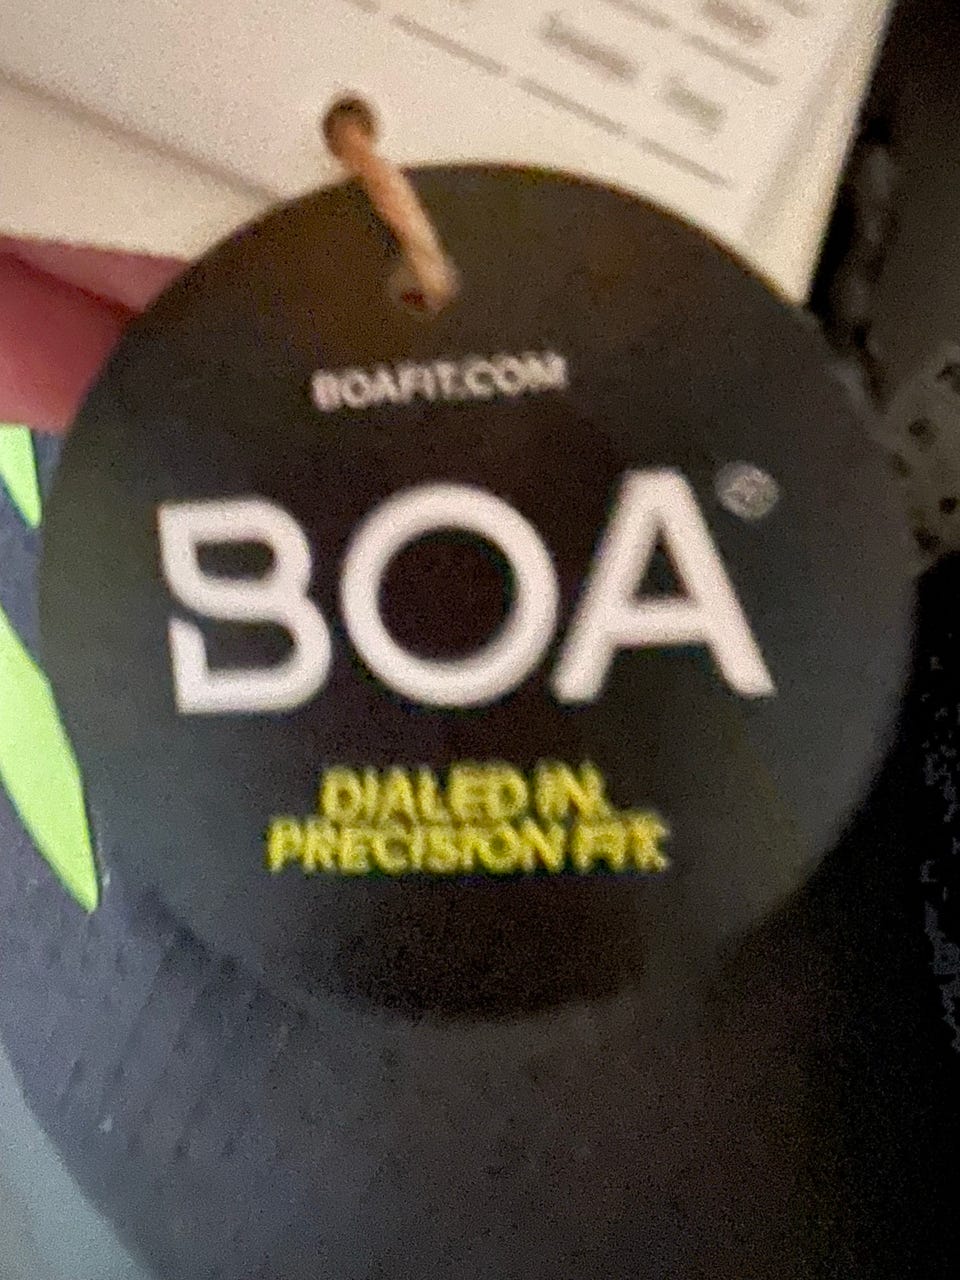 BOAFIT.COM
BOA®
DIALED IN.
PRECISION FIT.